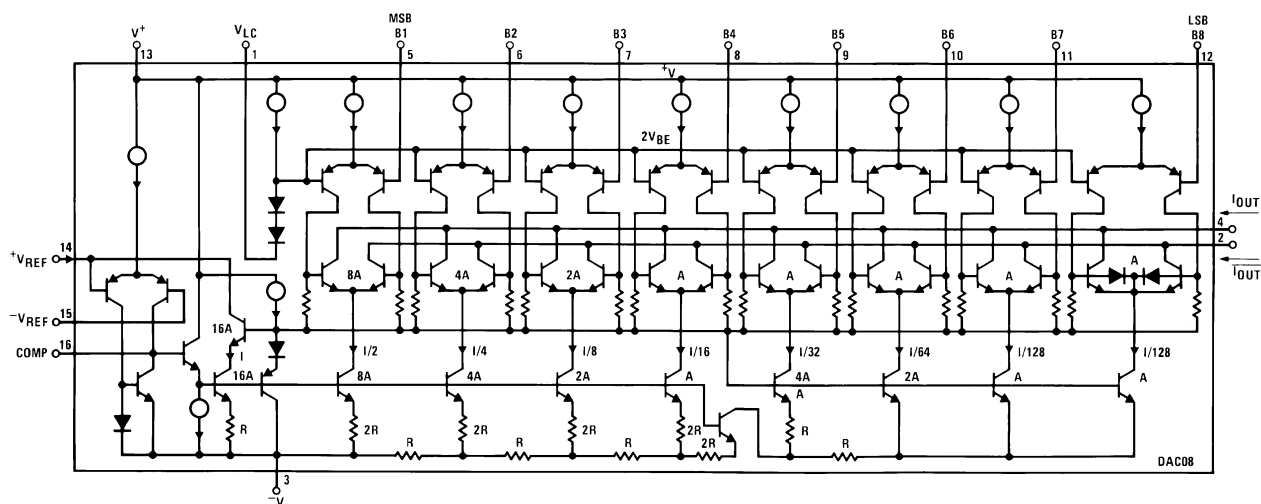 MSB
LSB
V+
VLC
B1
B2
B3
B4
B5
B6
B7
B8
13
1
5
6
7
8
9
10
11
12
+V
2VBE
IOUT
4
2
IOUT
14
+VREF
8A
4A
2A
A
A
A
A
A
15
−VREF
16A
16
COMP
I
I/2
I/4
I/8
I/16
I/32
I/64
I/128
I/128
16A
8A
4A
2A
A
4A
2A
A
A
A
R
2R
2R
2R
2R
R
R
R
R
2R
R
3
−V
DAC08